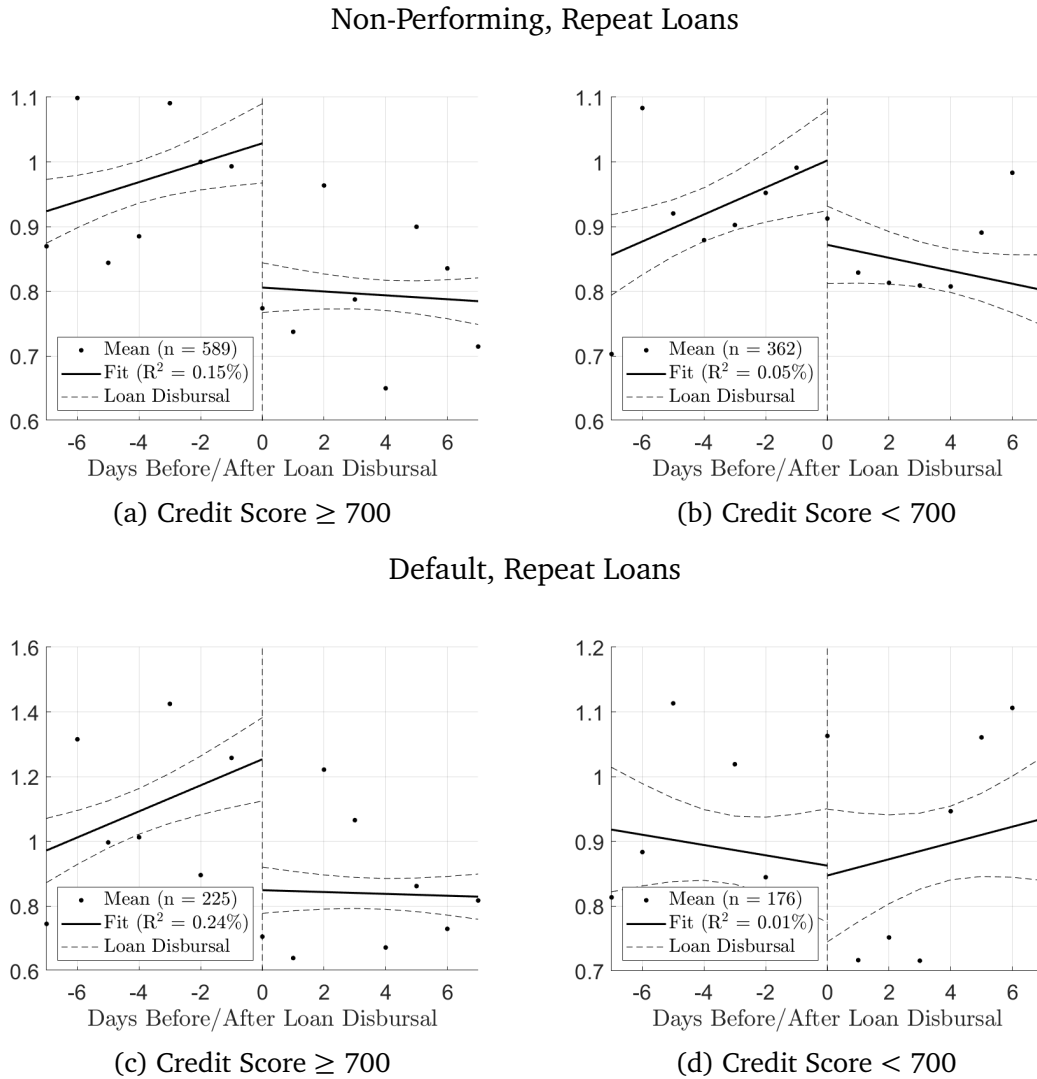 Non-Performing, Repeat Loans
1.1
1
0.9
0.8
0.7
0.6
Mean (n = 589)
Fit (R² = 0.15%)
Loan Disbursal
-6 -4 -2 0 2 4 6
Days Before/After Loan Disbursal
(a) Credit Score ≥ 700
1.1
1
0.9
0.8
0.7
0.6
Mean (n = 362)
Fit (R² = 0.05%)
Loan Disbursal
-6 -4 -2 0 2 4 6
Days Before/After Loan Disbursal
(b) Credit Score < 700
Default, Repeat Loans
1.6
1.4
1.2
1
0.8
0.6
Mean (n = 225)
Fit (R² = 0.24%)
Loan Disbursal
-6 -4 -2 0 2 4 6
Days Before/After Loan Disbursal
(c) Credit Score ≥ 700
1.2
1.1
1
0.9
0.8
0.7
Mean (n = 176)
Fit (R² = 0.01%)
Loan Disbursal
-6 -4 -2 0 2 4 6
Days Before/After Loan Disbursal
(d) Credit Score < 700